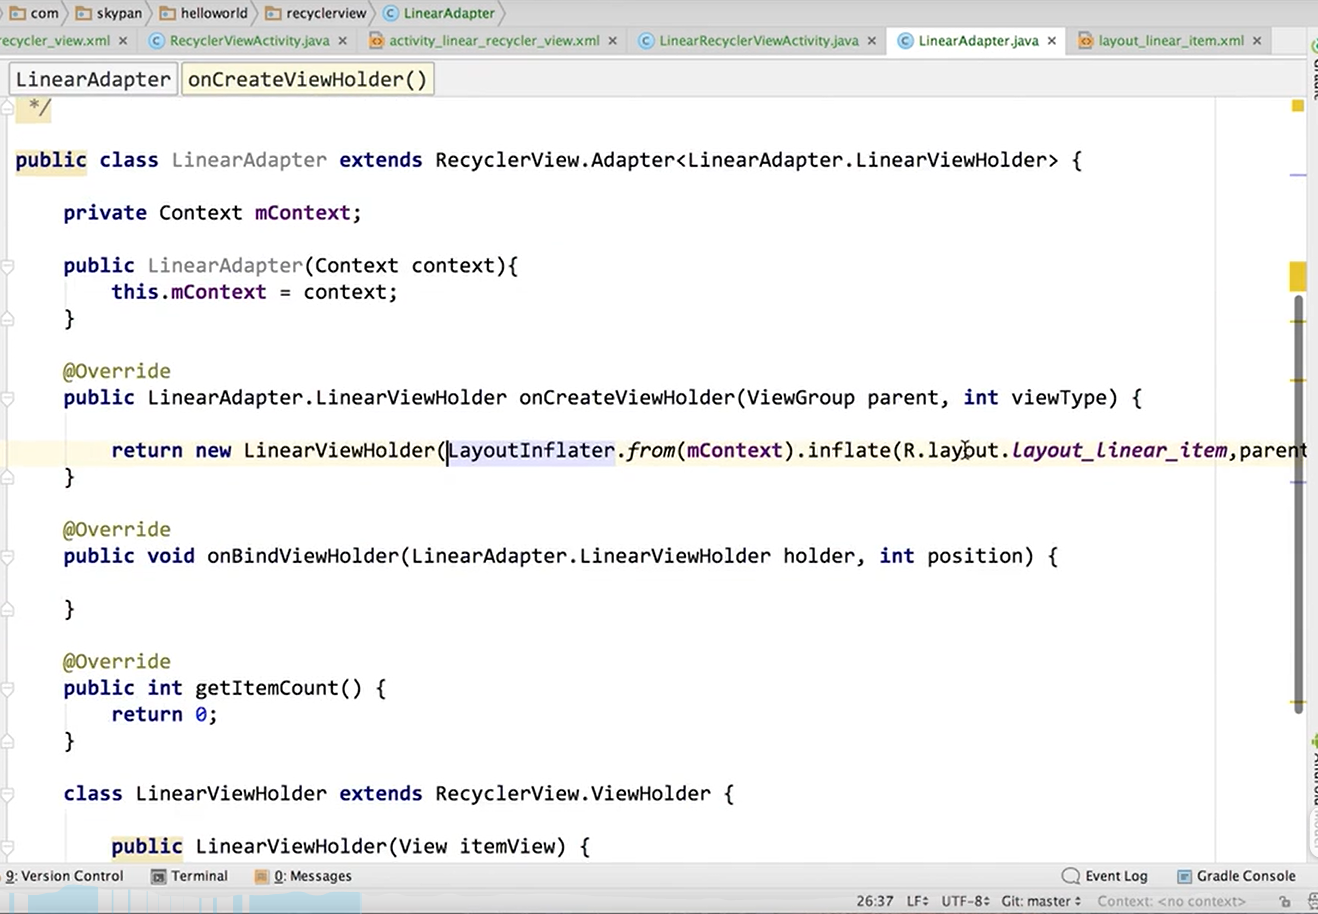 com skypan helloworld recyclerview LinearAdapter
ecycler_view.xml RecyclerViewActivity.java activity_linear_recycler_view.xml LinearRecyclerViewActivity.java LinearAdapter.java layout_linear_item.xml
LinearAdapter onCreateViewHolder()
*/
public class LinearAdapter extends RecyclerView.Adapter<LinearAdapter.LinearViewHolder> {
private Context mContext;
public LinearAdapter(Context context){
this.mContext = context;
}
@Override
public LinearAdapter.LinearViewHolder onCreateViewHolder(ViewGroup parent, int viewType) {
return new LinearViewHolder(LayoutInflater.from(mContext).inflate(R.layout.layout_linear_item,parent
}
@Override
public void onBindViewHolder(LinearAdapter.LinearViewHolder holder, int position) {
}
@Override
public int getItemCount() {
return 0;
}
class LinearViewHolder extends RecyclerView.ViewHolder {
public LinearViewHolder(View itemView) {
9: Version Control Terminal 0: Messages Event Log Gradle Console
26:37 LF UTF-8 Git: master Context: <no context>